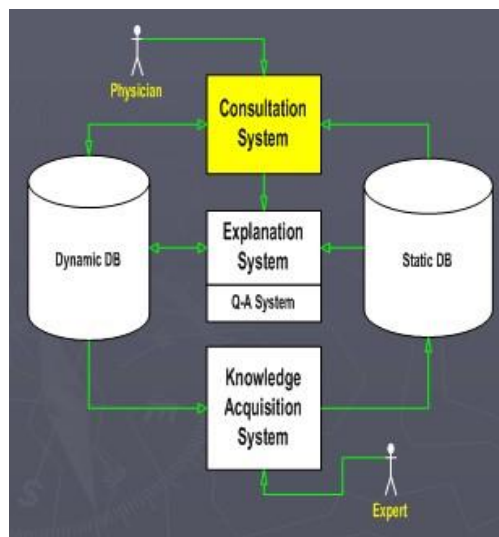 Physician
Consultation
System
Dynamic DB
Explanation
System
Static DB
Q-A System
Knowledge
Acquisition
System
Expert